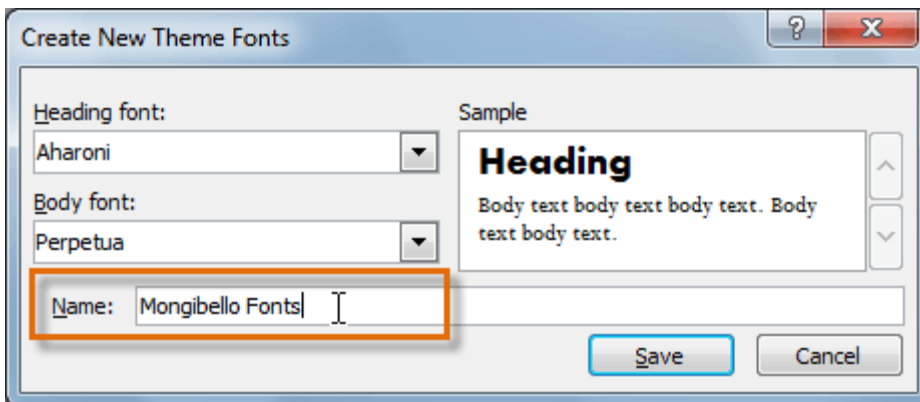 Create New Theme Fonts
?
X
Heading font:
Aharoni
Body font:
Perpetua
Sample
Heading
Body text body text body text. Body
text body text.
Name: Mongibello Fonts
Save Cancel